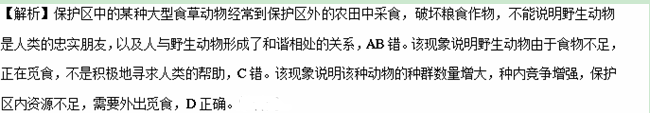 【解析】保护区中的某种大型食草动物经常到保护区外的农田中采食，破坏粮食作物，不能说明野生动物
是人类的忠实朋友，以及人与野生动物形成了和谐相处的关系，AB 错。该现象说明野生动物由于食物不足，
正在觅食，不是积极地寻求人类的帮助，C 错。该现象说明该种动物的种群数量增大，种内竞争增强，保护
区内资源不足，需要外出觅食，D 正确。